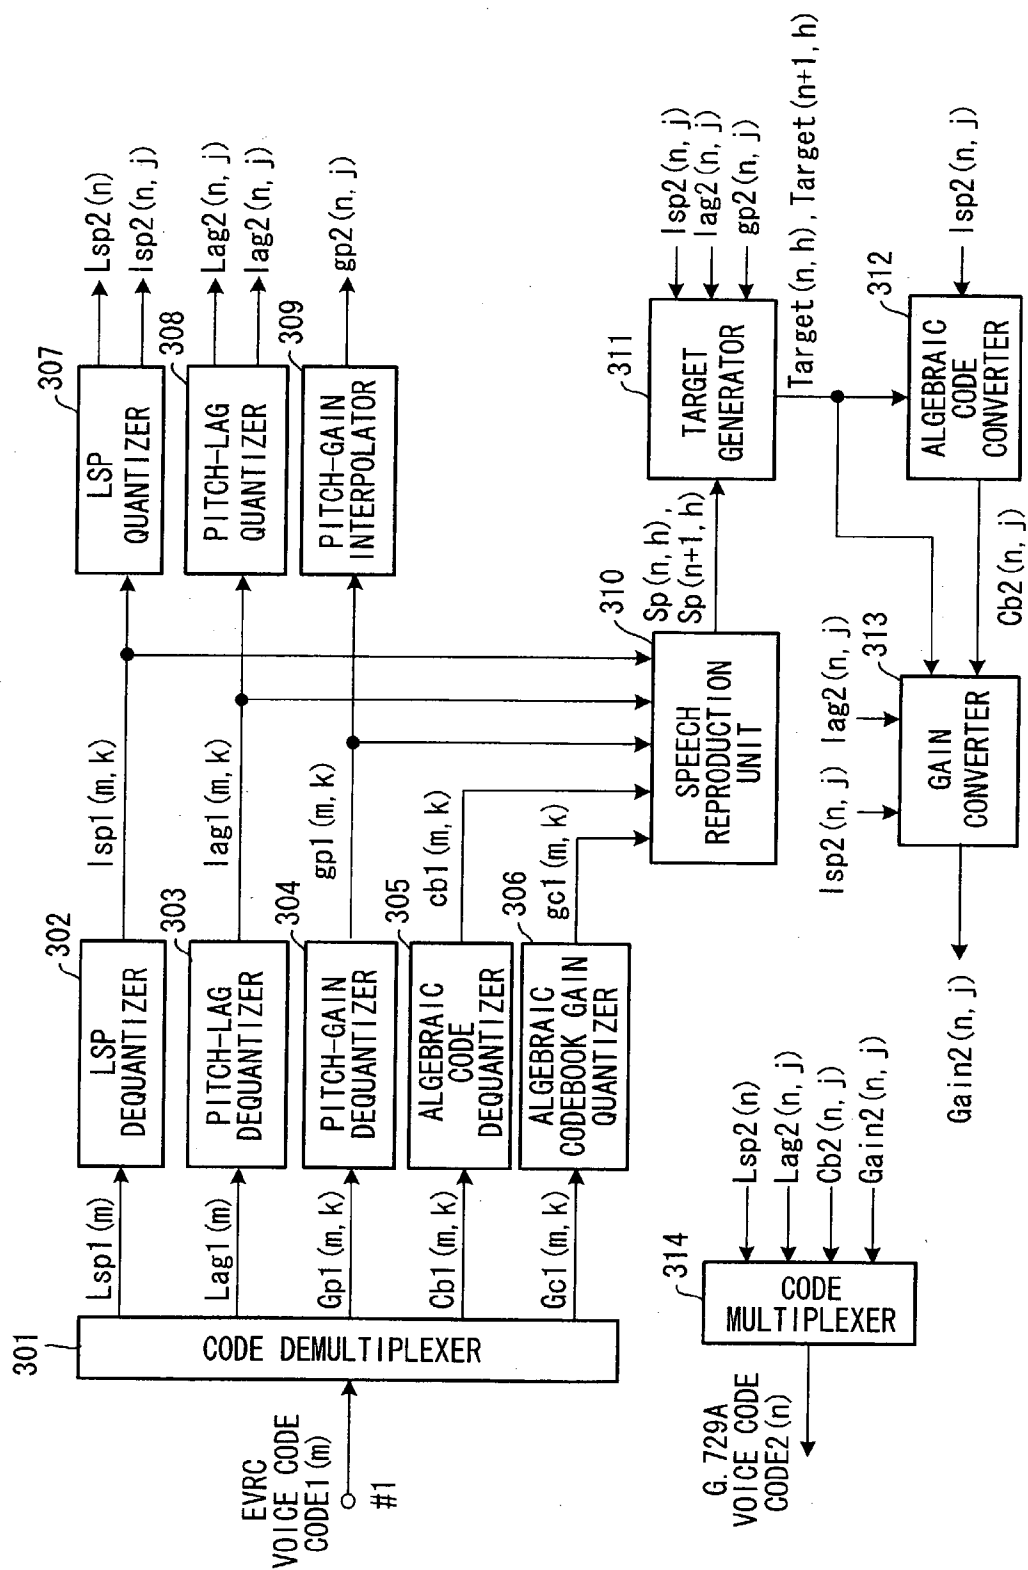 EVRC
VOICE CODE
CODE1(m)
#1
301
CODE DEMULTIPLEXER
Lsp1(m)
Lag1(m)
Gp1(m,k)
Cb1(m,k)
Gc1(m,k)
302
LSP
DEQUANTIZER
303
PITCH-LAG
DEQUANTIZER
304
PITCH-GAIN
DEQUANTIZER
305
ALGEBRAIC
CODE
DEQUANTIZER
306
ALGEBRAIC
CODEBOOK GAIN
QUANTIZER
lsp1(m,k)
lag1(m,k)
gp1(m,k)
cb1(m,k)
gc1(m,k)
307
LSP
QUANTIZER
308
PITCH-LAG
QUANTIZER
309
PITCH-GAIN
INTERPOLATOR
Lsp2(n)
lsp2(n,j)
Lag2(n,j)
lag2(n,j)
gp2(n,j)
310
SPEECH
REPRODUCTION
UNIT
Sp(n,h),
Sp(n+1,h)
311
TARGET
GENERATOR
lsp2(n,j)
lag2(n,j)
gp2(n,j)
Target(n,h),Target(n+1,h)
312
ALGEBRAIC
CODE
CONVERTER
lsp2(n,j)
Cb2(n,j)
313
GAIN
CONVERTER
lsp2(n,j)
lag2(n,j)
Gain2(n,j)
Lsp2(n)
Lag2(n,j)
Cb2(n,j)
Gain2(n,j)
314
CODE
MULTIPLEXER
G.729A
VOICE CODE
CODE2(n)